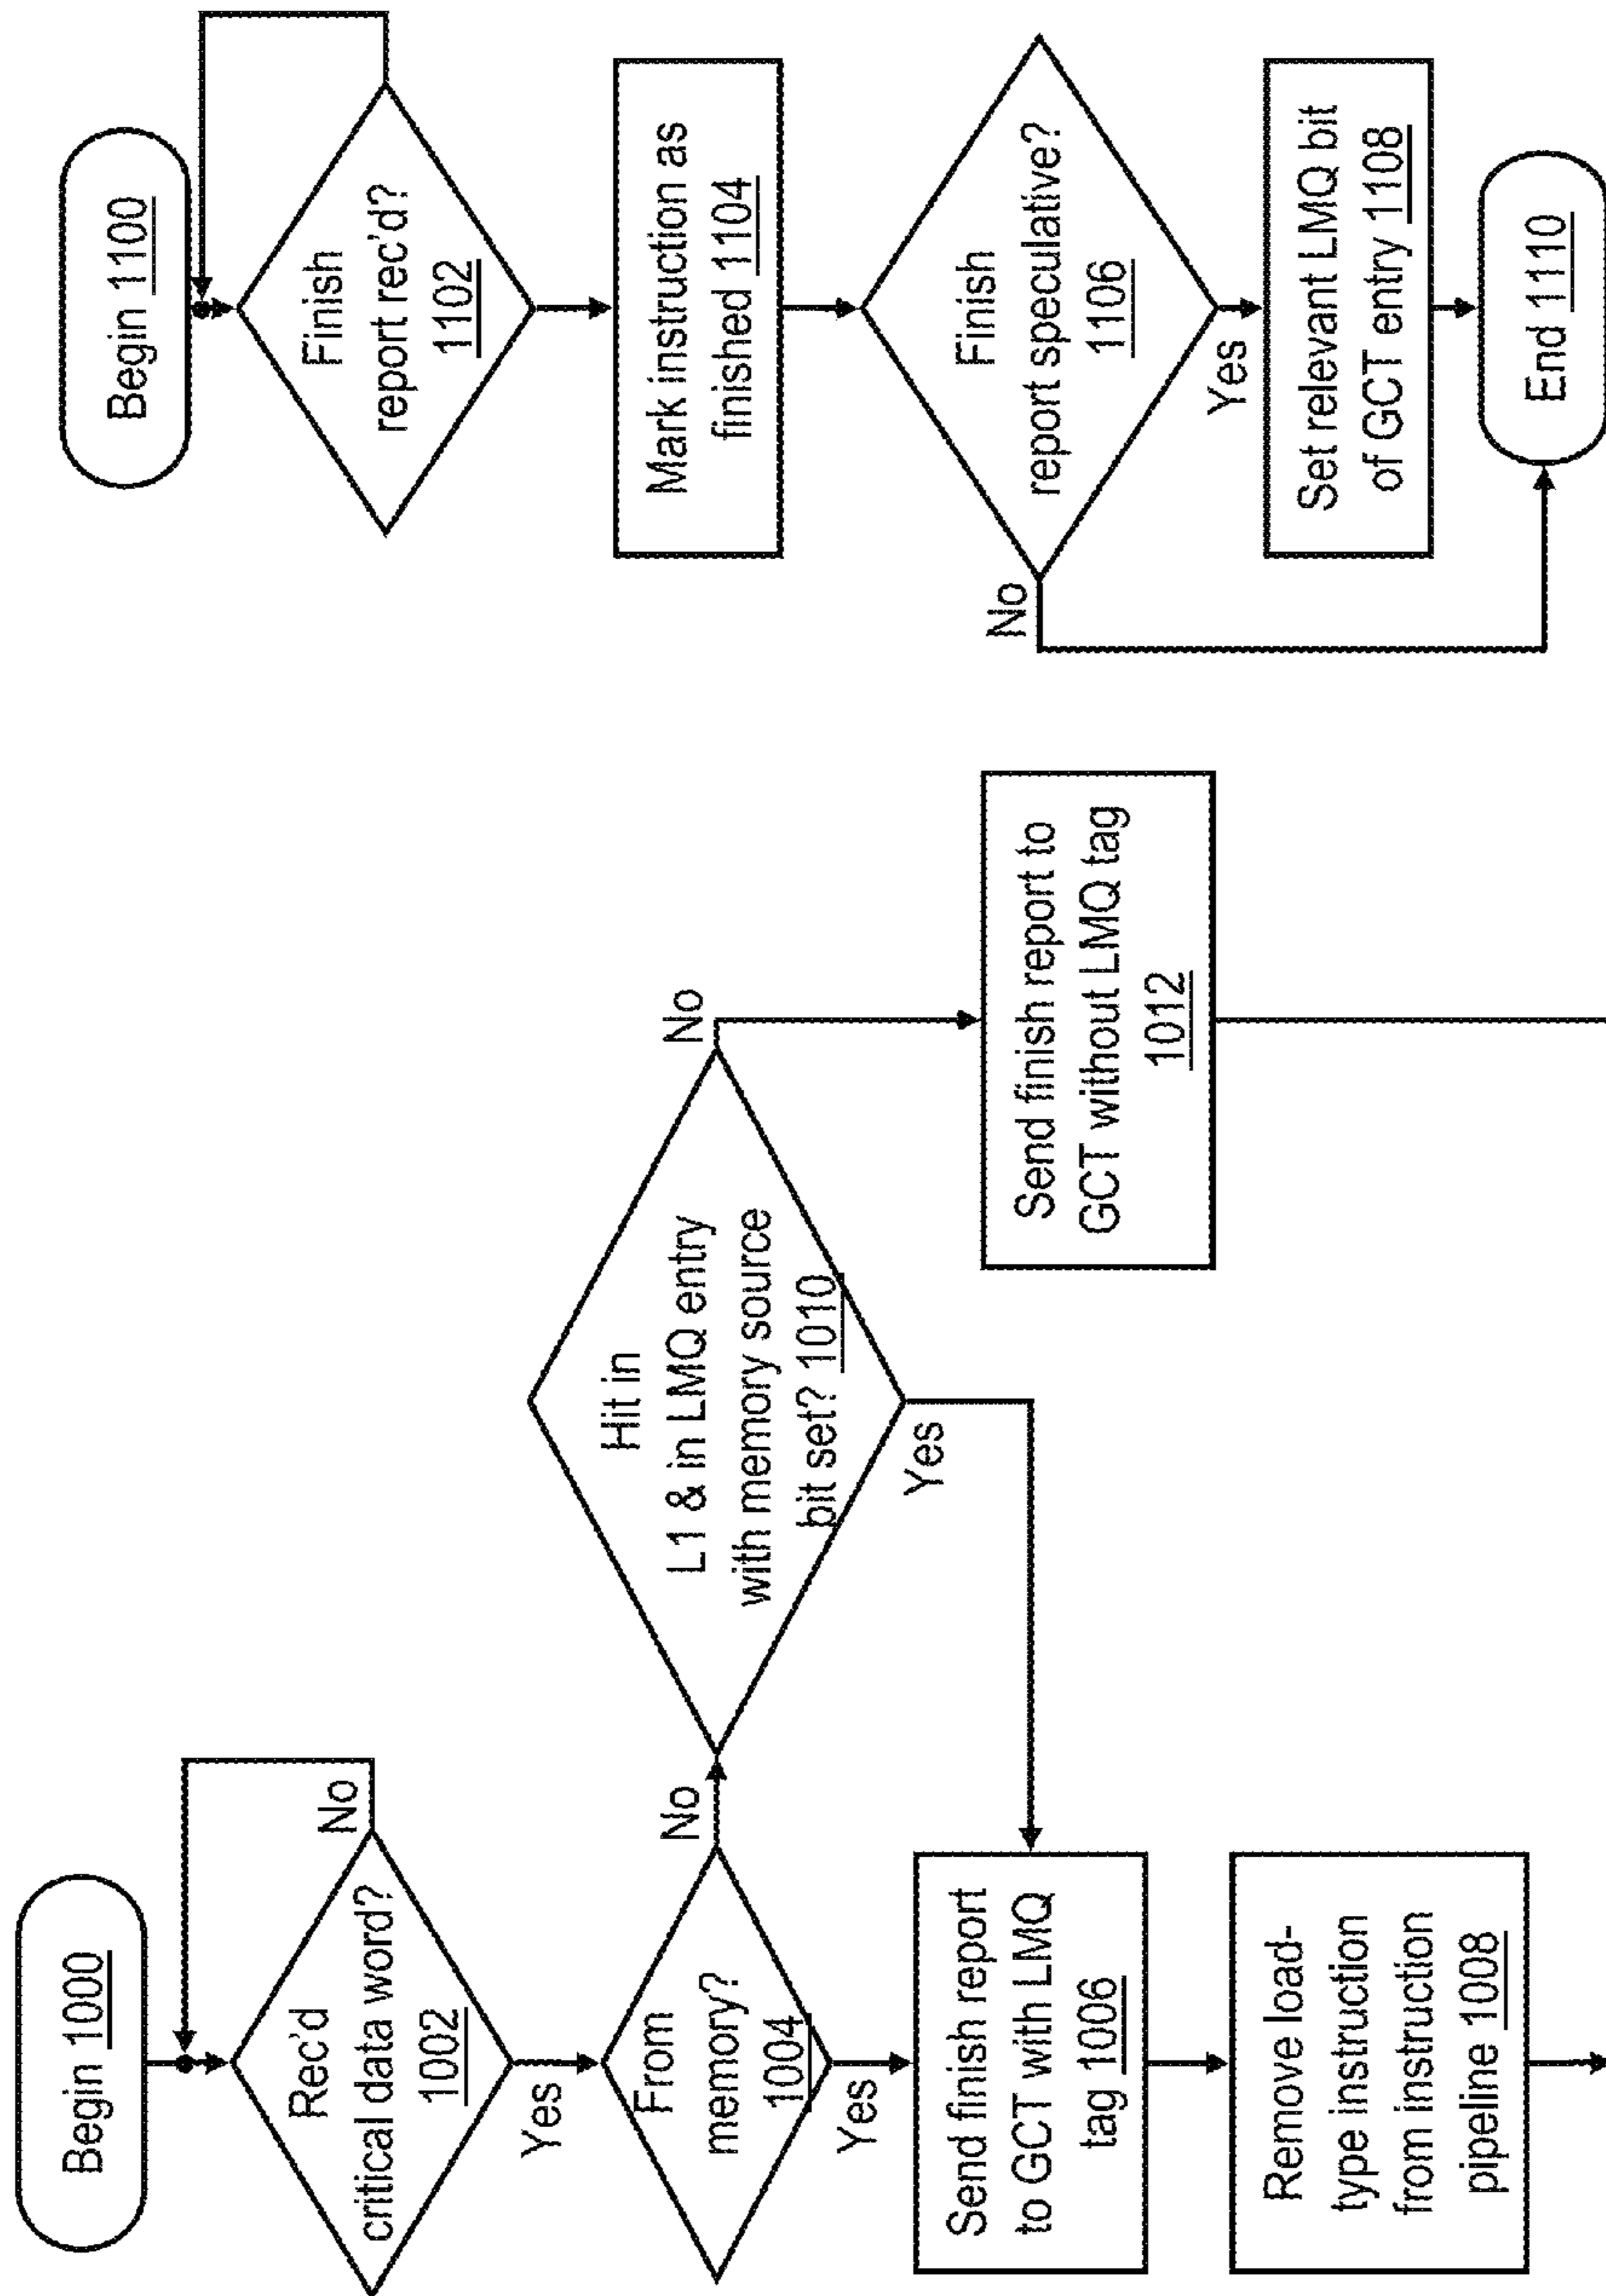 Begin 1000
Rec'd
critical data word?
1002
No
Yes
From
memory?
1004
No
Yes
Send finish report
to GCT with LMQ
tag 1006
Remove load-
type instruction
from instruction
pipeline 1008
Hit in
L1 & in LMQ entry
with memory source
bit set? 1010
No
Yes
Send finish report to
GCT without LMQ tag
1012
Begin 1100
Finish
report rec'd?
1102
Mark instruction as
finished 1104
Finish
report speculative?
1106
No
Yes
Set relevant LMQ bit
of GCT entry 1108
End 1110